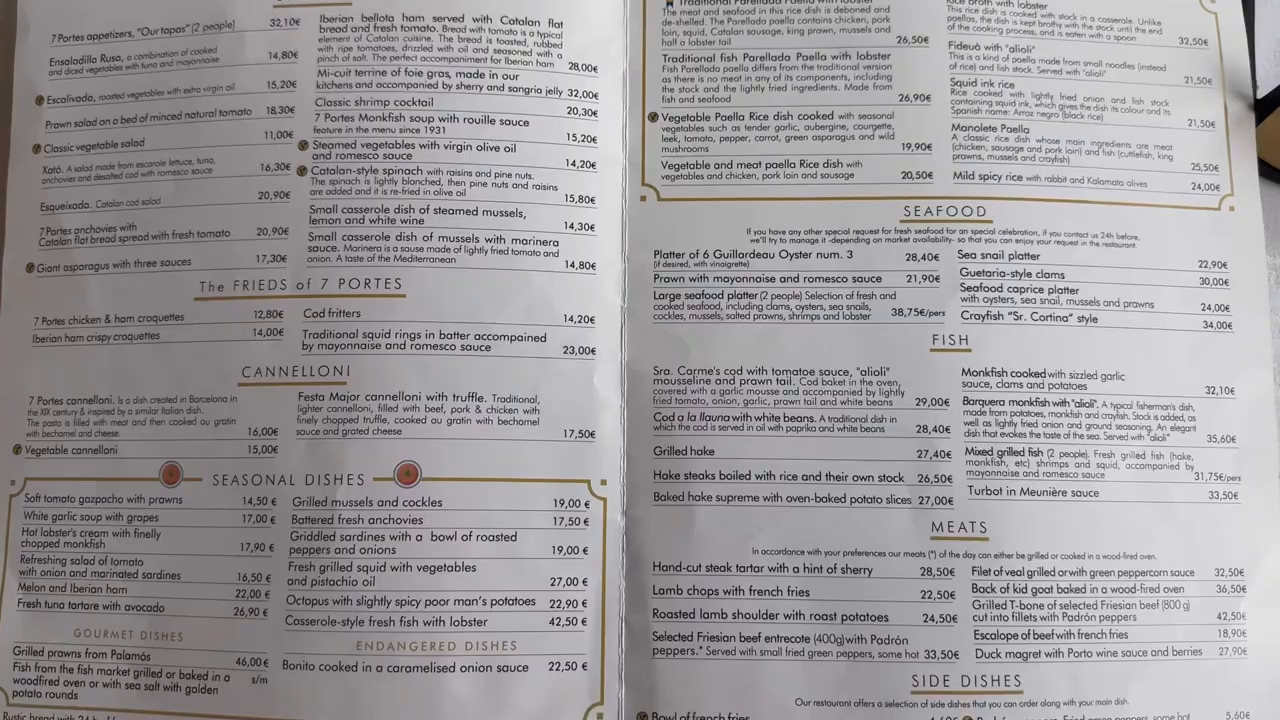 7 Portes appetizers, "Our tapas" (2 people) 32,10€
Ensaladilla Rusa, a combination of cooked
and diced vegetables with tuna and mayonnaise 14,80€
Escalivada, roasted vegetables with extra virgin oil 15,20€
Prawn salad on a bed of minced natural tomato 18,30€
Classic vegetable salad 11,00€
Xató. A salad made from escarole lettuce, tuna,
anchovies and desalted cod with romesco sauce 16,30€
Esqueixada. Catalan cod salad 20,90€
7 Portes anchovies with
Catalan flat bread spread with fresh tomato 20,90€
Giant asparagus with three sauces 17,30€
Iberian bellota ham served with Catalan flat
bread and fresh tomato. Bread with tomato is a typical
element of Catalan cuisine. The bread is toasted, rubbed
with ripe tomatoes, drizzled with oil and seasoned with a
pinch of salt. The perfect accompaniment for Iberian ham 28,00€
Mi-cuit terrine of foie gras, made in our
kitchens and accompanied by sherry and sangria jelly 32,00€
Classic shrimp cocktail 20,30€
7 Portes Monkfish soup with rouille sauce
feature in the menu since 1931 15,20€
Steamed vegetables with virgin olive oil
and romesco sauce 14,20€
Catalan-style spinach with raisins and pine nuts.
The spinach is lightly blanched, then pine nuts and raisins
are added and it is re-fried in olive oil 15,80€
Small casserole dish of steamed mussels,
lemon and white wine 14,30€
Small casserole dish of mussels with marinera
sauce. Marinera is a sause made of lightly fried tomato and
onion. A taste of the Mediterranean 14,80€
The FRIEDS of 7 PORTES
7 Portes chicken & ham croquettes 12,80€
Iberian ham crispy croquettes 14,00€
Cod fritters 14,20€
Traditional squid rings in batter accompained
by mayonnaise and romesco sauce 23,00€
CANNELLONI
7 Portes cannelloni. Is a dish created in Barcelona in
the XIX century & inspired by a similar Italian dish.
The pasta is filled with meat and then cooked au gratin
with bechamel and cheese. 16,00€
Vegetable cannelloni 15,00€
Festa Major cannelloni with truffle. Traditional,
lighter cannelloni, filled with beef, pork & chicken with
finely chopped truffle, cooked au gratin with bechamel
sauce and grated cheese 17,50€
SEASONAL DISHES
Soft tomato gazpacho with prawns 14,50 €
White garlic soup with grapes 17,00 €
Hot lobster's cream with finelly
chopped monkfish 17,90 €
Refreshing salad of tomato
with onion and marinated sardines 16,50 €
Melon and Iberian ham 22,00 €
Fresh tuna tartare with avocado 26,90 €
GOURMET DISHES
Grilled prawns from Palamós 46,00 €
Fish from the fish market grilled or baked in a s/m
woodfired oven or with sea salt with golden
potato rounds
Grilled mussels and cockles 19,00 €
Battered fresh anchovies 17,50 €
Griddled sardines with a bowl of roasted
peppers and onions 19,00 €
Fresh grilled squid with vegetables
and pistachio oil 27,00 €
Octopus with slightly spicy poor man's potatoes 22,90 €
Casserole-style fresh fish with lobster 42,50 €
ENDANGERED DISHES
Bonito cooked in a caramelised onion sauce 22,50 €
Traditional Parellada Paella with lobster
The meat and seafood in this rice dish is deboned and
de-shelled. The Parellada paella contains chicken, pork
loin, squid, Catalan sausage, king prawn, mussels and
half a lobster tail 26,50€
Traditional fish Parellada Paella with lobster
Fish Parellada paella differs from the traditional version
as there is no meat in any of its components, including
the stock and the lightly fried ingredients. Made from
fish and seafood 26,90€
Vegetable Paella Rice dish cooked with seasonal
vegetables such as tender garlic, aubergine, courgette,
leek, tomato, pepper, carrot, green asparagus and wild
mushrooms 19,90€
Vegetable and meat paella Rice dish with
vegetables and chicken, pork loin and sausage 20,50€
Rice broth with lobster
This rice dish is cooked with stock in a casserole. Unlike
paellas, the dish is kept brothy with the stock until the end
of the cooking process, and is eaten with a spoon 32,50€
Fideuà with "alioli"
This is a kind of paella made from small noodles (instead
of rice) and fish stock. Served with "alioli" 21,50€
Squid ink rice
Rice cooked with lightly fried onion and fish stock
containing squid ink, which gives the dish its colour and its
Spanish name: Arroz negro (black rice) 21,50€
Manolete Paella
A classic rice dish whose main ingredients are meat
(chicken, sausage and pork loin) and fish (cuttlefish, king
prawns, mussels and crayfish) 25,50€
Mild spicy rice with rabbit and Kalamata olives 24,00€
SEAFOOD
If you have any other special request for fresh seafood for an special celebration, if you contact us 24h before,
we'll try to manage it -depending on market availability- so that you can enjoy your request in the restaurant.
Platter of 6 Guillardeau Oyster num. 3 28,40€
(if desired, with vinaigrette)
Prawn with mayonnaise and romesco sauce 21,90€
Large seafood platter (2 people) Selection of fresh and
cooked seafood, including clams, oysters, sea snails,
cockles, mussels, salted prawns, shrimps and lobster 38,75€/pers
Sea snail platter 22,90€
Guetaria-style clams 30,00€
Seafood caprice platter
with oysters, sea snail, mussels and prawns 24,00€
Crayfish "Sr. Cortina" style 34,00€
FISH
Sra. Carme's cod with tomatoe sauce, "alioli"
mousseline and prawn tail. Cod baket in the oven,
covered with a garlic mousse and accompanied by lightly
fried tomato, onion, garlic, prawn tail and white beans 29,00€
Cod a la llauna with white beans. A traditional dish in
which the cod is served in oil with paprika and white beans 28,40€
Grilled hake 27,40€
Hake steaks boiled with rice and their own stock 26,50€
Baked hake supreme with oven-baked potato slices 27,00€
Monkfish cooked with sizzled garlic
sauce, clams and potatoes 32,10€
Barquera monkfish with "alioli". A typical fisherman's dish,
made from potatoes, monkfish and crayfish. Stock is added, as
well as lightly fried onion and ground seasoning. An elegant
dish that evokes the taste of the sea. Served with "alioli" 35,60€
Mixed grilled fish (2 people). Fresh grilled fish (hake,
monkfish, etc) shrimps and squid, accompanied by
mayonnaise and romesco sauce 31,75€/pers
Turbot in Meunière sauce 33,50€
MEATS
In accordance with your preferences our meats (*) of the day can either be grilled or cooked in a wood-fired oven.
Hand-cut steak tartar with a hint of sherry 28,50€
Lamb chops with french fries 22,50€
Roasted lamb shoulder with roast potatoes 24,50€
Selected Friesian beef entrecote (400g) with Padrón
peppers.* Served with small fried green peppers, some hot 33,50€
Filet of veal grilled or with green peppercorn sauce 32,50€
Back of kid goat baked in a wood-fired oven 36,50€
Grilled T-bone of selected Friesian beef (800 g)
cut into fillets with Padrón peppers 42,50€
Escalope of beef with french fries 18,90€
Duck magret with Porto wine sauce and berries 27,90€
SIDE DISHES
Our restaurant offers a selection of side dishes that you can order along with your main dish.
Bowl of french fries
5,60€